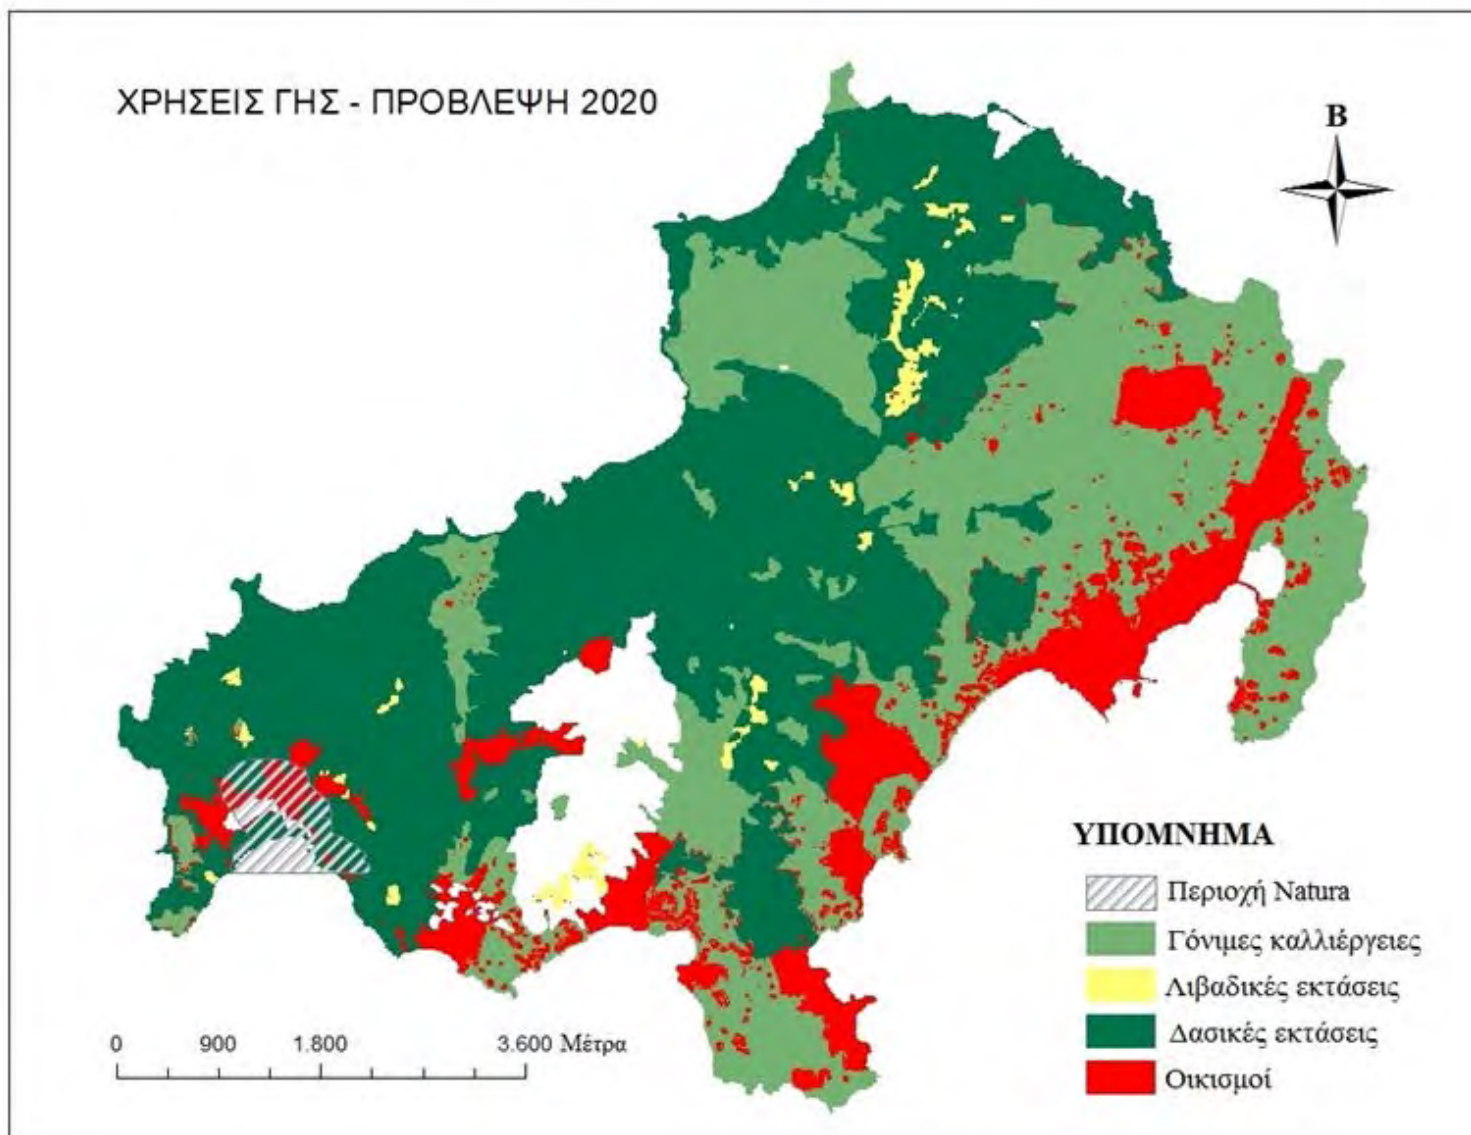 ΧΡΗΣΕΙΣ ΓΗΣ - ΠΡΟΒΛΕΨΗ 2020
Β
ΥΠΟΜΝΗΜΑ
Περιοχή Natura
Γόνιμες καλλιέργειες
Λιβαδικές εκτάσεις
Δασικές εκτάσεις
Οικισμοί
0 900 1.800 3.600 Μέτρα